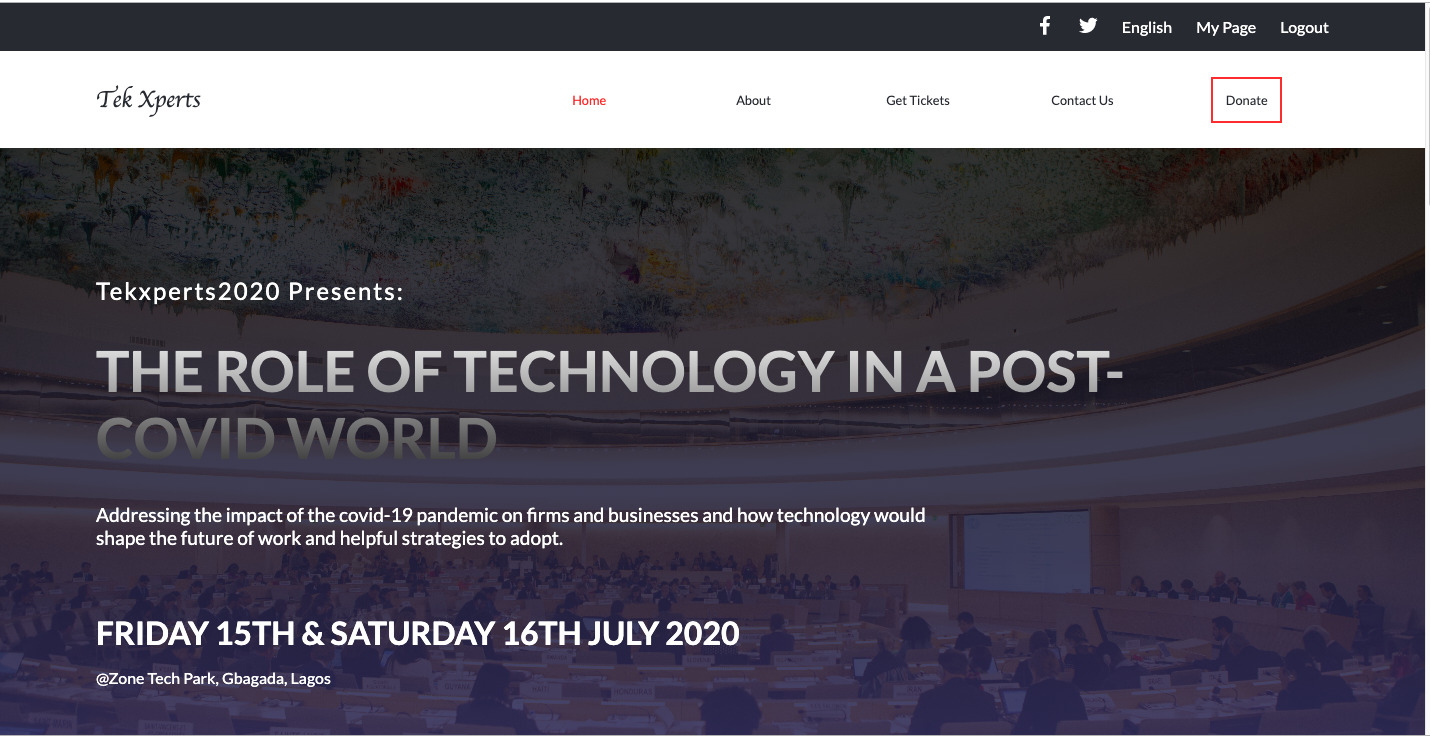 English My Page Logout
Tek Xperts Home About Get Tickets Contact Us Donate
Tekxperts2020 Presents:
THE ROLE OF TECHNOLOGY IN A POST-
COVID WORLD
Addressing the impact of the covid-19 pandemic on firms and businesses and how technology would
shape the future of work and helpful strategies to adopt.
FRIDAY 15TH & SATURDAY 16TH JULY 2020
@Zone Tech Park, Gbagada, Lagos
HONDURAS